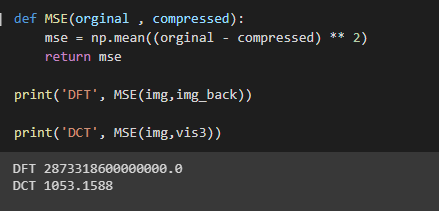 def MSE(orginal , compressed):
    mse = np.mean((orginal - compressed) ** 2)
    return mse
print('DFT', MSE(img,img_back))
print('DCT', MSE(img,vis3))
DFT 2873318600000000.0
DCT 1053.1588